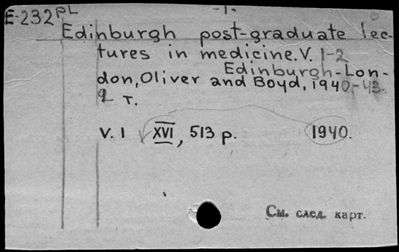 E-232 PL -1-
Edinburgh post-graduate lec-
tures in medicine. V. 1-2
Edinburgh-Lon-
don, Oliver and Boyd, 1940-43.
2 т.
V. 1 XVI, 513 p. 1940.
См. след. карт.